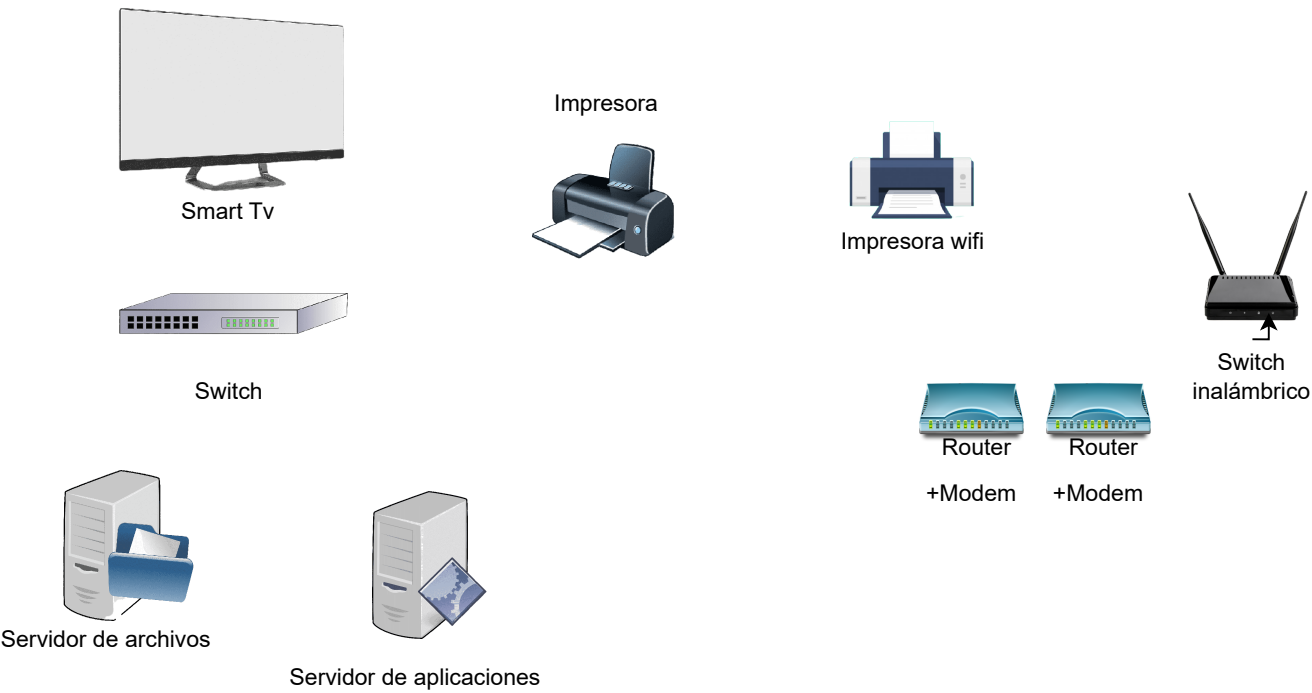 Impresora
Smart Tv
Impresora wifi
Switch
inalámbrico
Switch
Router
+Modem
Router
+Modem
Servidor de archivos
Servidor de aplicaciones